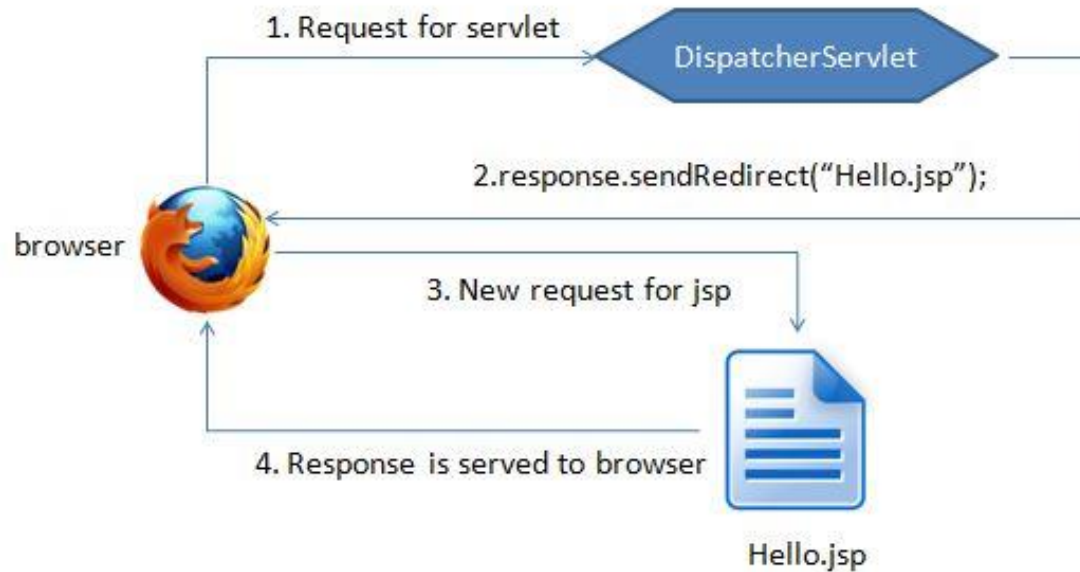 1. Request for servlet
DispatcherServlet
2.response.sendRedirect(“Hello.jsp”);
browser
3. New request for jsp
4. Response is served to browser
Hello.jsp